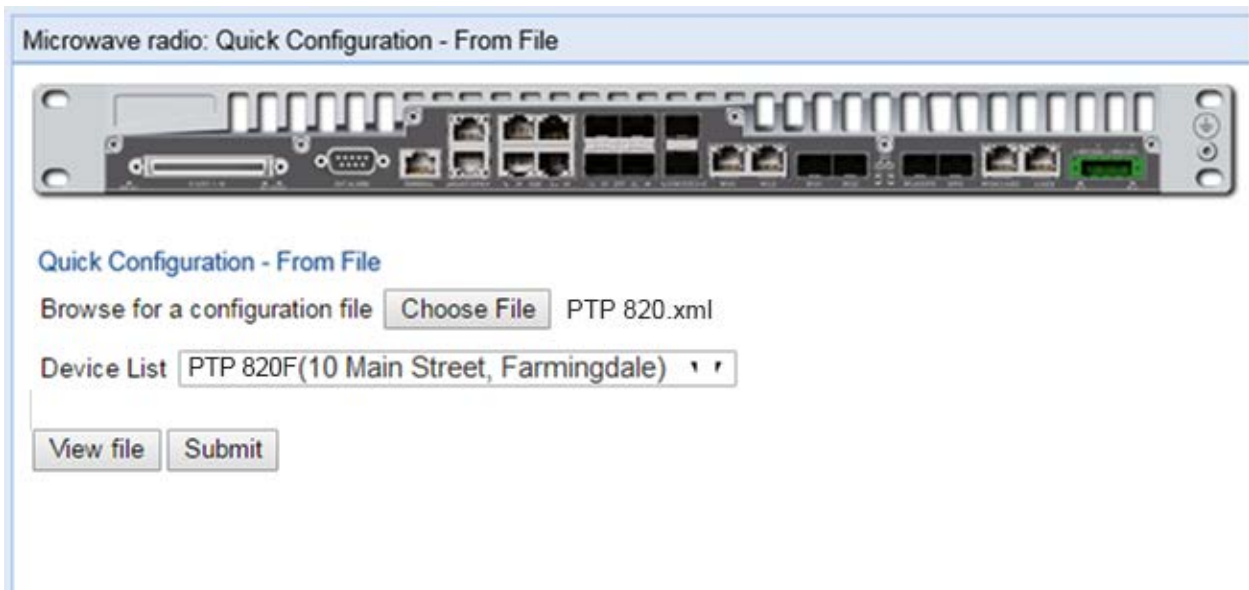 Microwave radio: Quick Configuration - From File
Quick Configuration - From File
Browse for a configuration file Choose File PTP 820.xml
Device List PTP 820F(10 Main Street, Farmingdale)
View file Submit